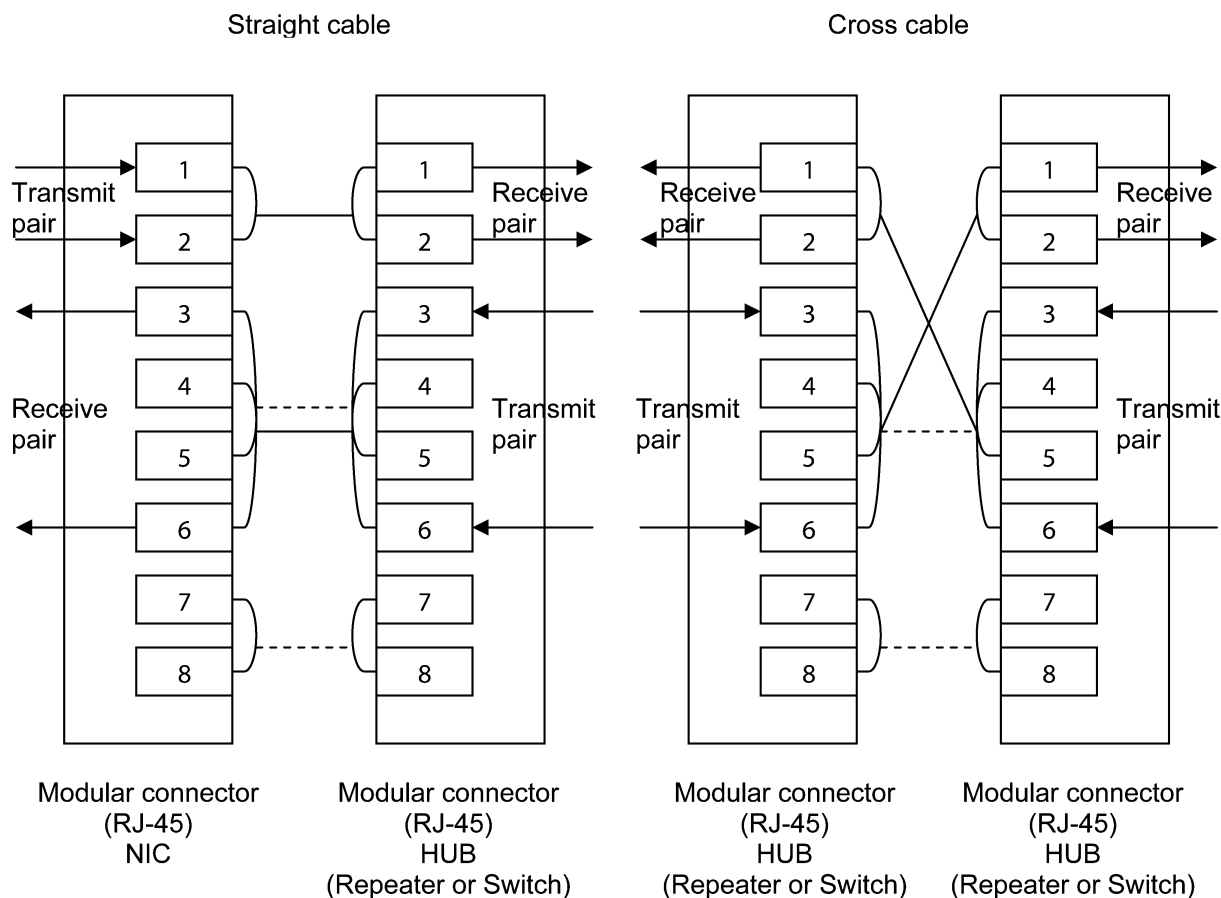 Straight cable
Cross cable
1
2
3
4
5
6
7
8
Transmit
pair
Receive
pair
1
2
3
4
5
6
7
8
Receive
pair
Transmit
pair
1
2
3
4
5
6
7
8
Receive
pair
Transmit
pair
1
2
3
4
5
6
7
8
Receive
pair
Transmit
pair
Modular connector
(RJ-45)
NIC
Modular connector
(RJ-45)
HUB
(Repeater or Switch)
Modular connector
(RJ-45)
HUB
(Repeater or Switch)
Modular connector
(RJ-45)
HUB
(Repeater or Switch)